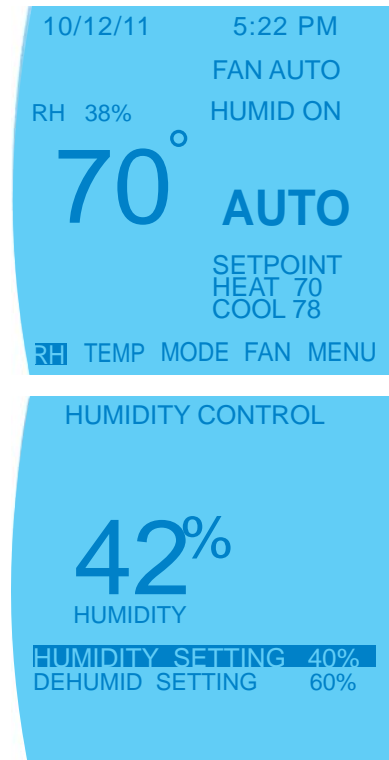 10/12/11 5:22 PM
FAN AUTO
RH 38% HUMID ON
70°
AUTO
SETPOINT
HEAT 70
COOL 78
RH TEMP MODE FAN MENU
HUMIDITY CONTROL
42%
HUMIDITY
HUMIDITY SETTING 40%
DEHUMID SETTING 60%